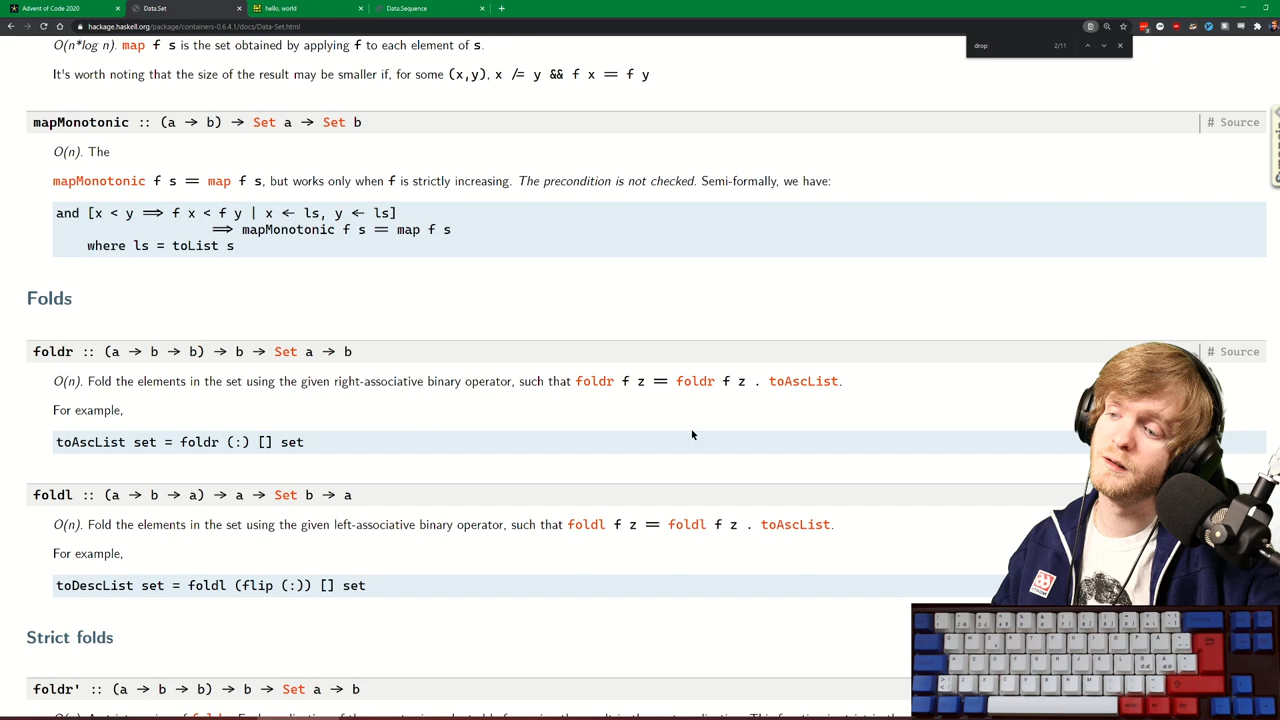 Advent of Code 2020
Data.Set
hello, world
Data.Sequence
hackage.haskell.org/package/containers-0.6.4.1/docs/Data-Set.html
drop
2/11
O(n*log n). map f s is the set obtained by applying f to each element of s.
It's worth noting that the size of the result may be smaller if, for some (x,y), x /= y && f x == f y
mapMonotonic :: (a -> b) -> Set a -> Set b
# Source
O(n). The
mapMonotonic f s == map f s, but works only when f is strictly increasing. The precondition is not checked. Semi-formally, we have:
and [x < y ==> f x < f y | x <- ls, y <- ls]
==> mapMonotonic f s == map f s
where ls = toList s
Folds
foldr :: (a -> b -> b) -> b -> Set a -> b
# Source
O(n). Fold the elements in the set using the given right-associative binary operator, such that foldr f z == foldr f z . toAscList.
For example,
toAscList set = foldr (:) [] set
foldl :: (a -> b -> a) -> a -> Set b -> a
O(n). Fold the elements in the set using the given left-associative binary operator, such that foldl f z == foldl f z . toAscList.
For example,
toDescList set = foldl (flip (:)) [] set
Strict folds
foldr' :: (a -> b -> b) -> b -> Set a -> b